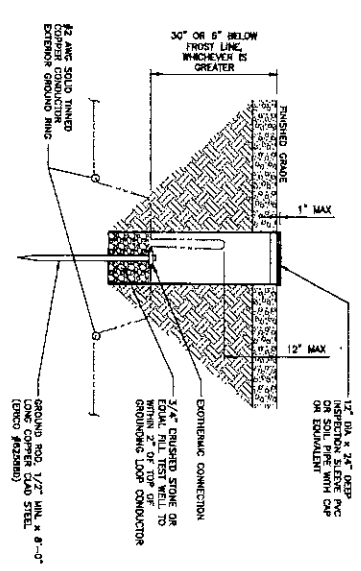 12" DIA x 24" DEEP
INSPECTION SLEEVE PVC
OR SOIL PIPE WITH CAP
OR EQUIVALENT
1" MAX
12" MAX
FINISHED GRADE
30" OR 6" BELOW
FROST LINE,
WHICHEVER IS
GREATER
EXOTHERMIC CONNECTION
3/4" CRUSHED STONE OR
EQUAL FILL TEST WELL TO
WITHIN 2" OF TOP OF
GROUNDING LOOP CONDUCTOR
#2 AWG SOLID TINNED
COPPER CONDUCTOR
EXTERIOR GROUND RING
GROUND ROD 1/2" MIN. x 8'-0"
LONG COPPER CLAD STEEL